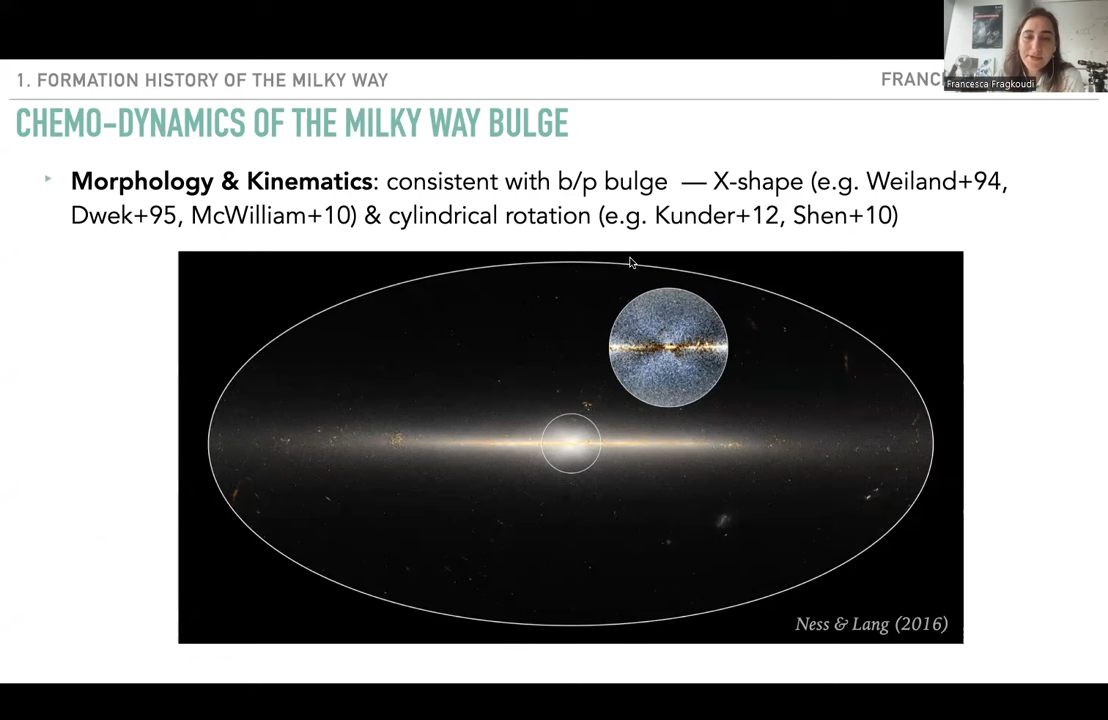 1. FORMATION HISTORY OF THE MILKY WAY
Francesca Fragkoudi
CHEMO-DYNAMICS OF THE MILKY WAY BULGE
Morphology & Kinematics: consistent with b/p bulge — X-shape (e.g. Weiland+94,
Dwek+95, McWilliam+10) & cylindrical rotation (e.g. Kunder+12, Shen+10)
Ness & Lang (2016)